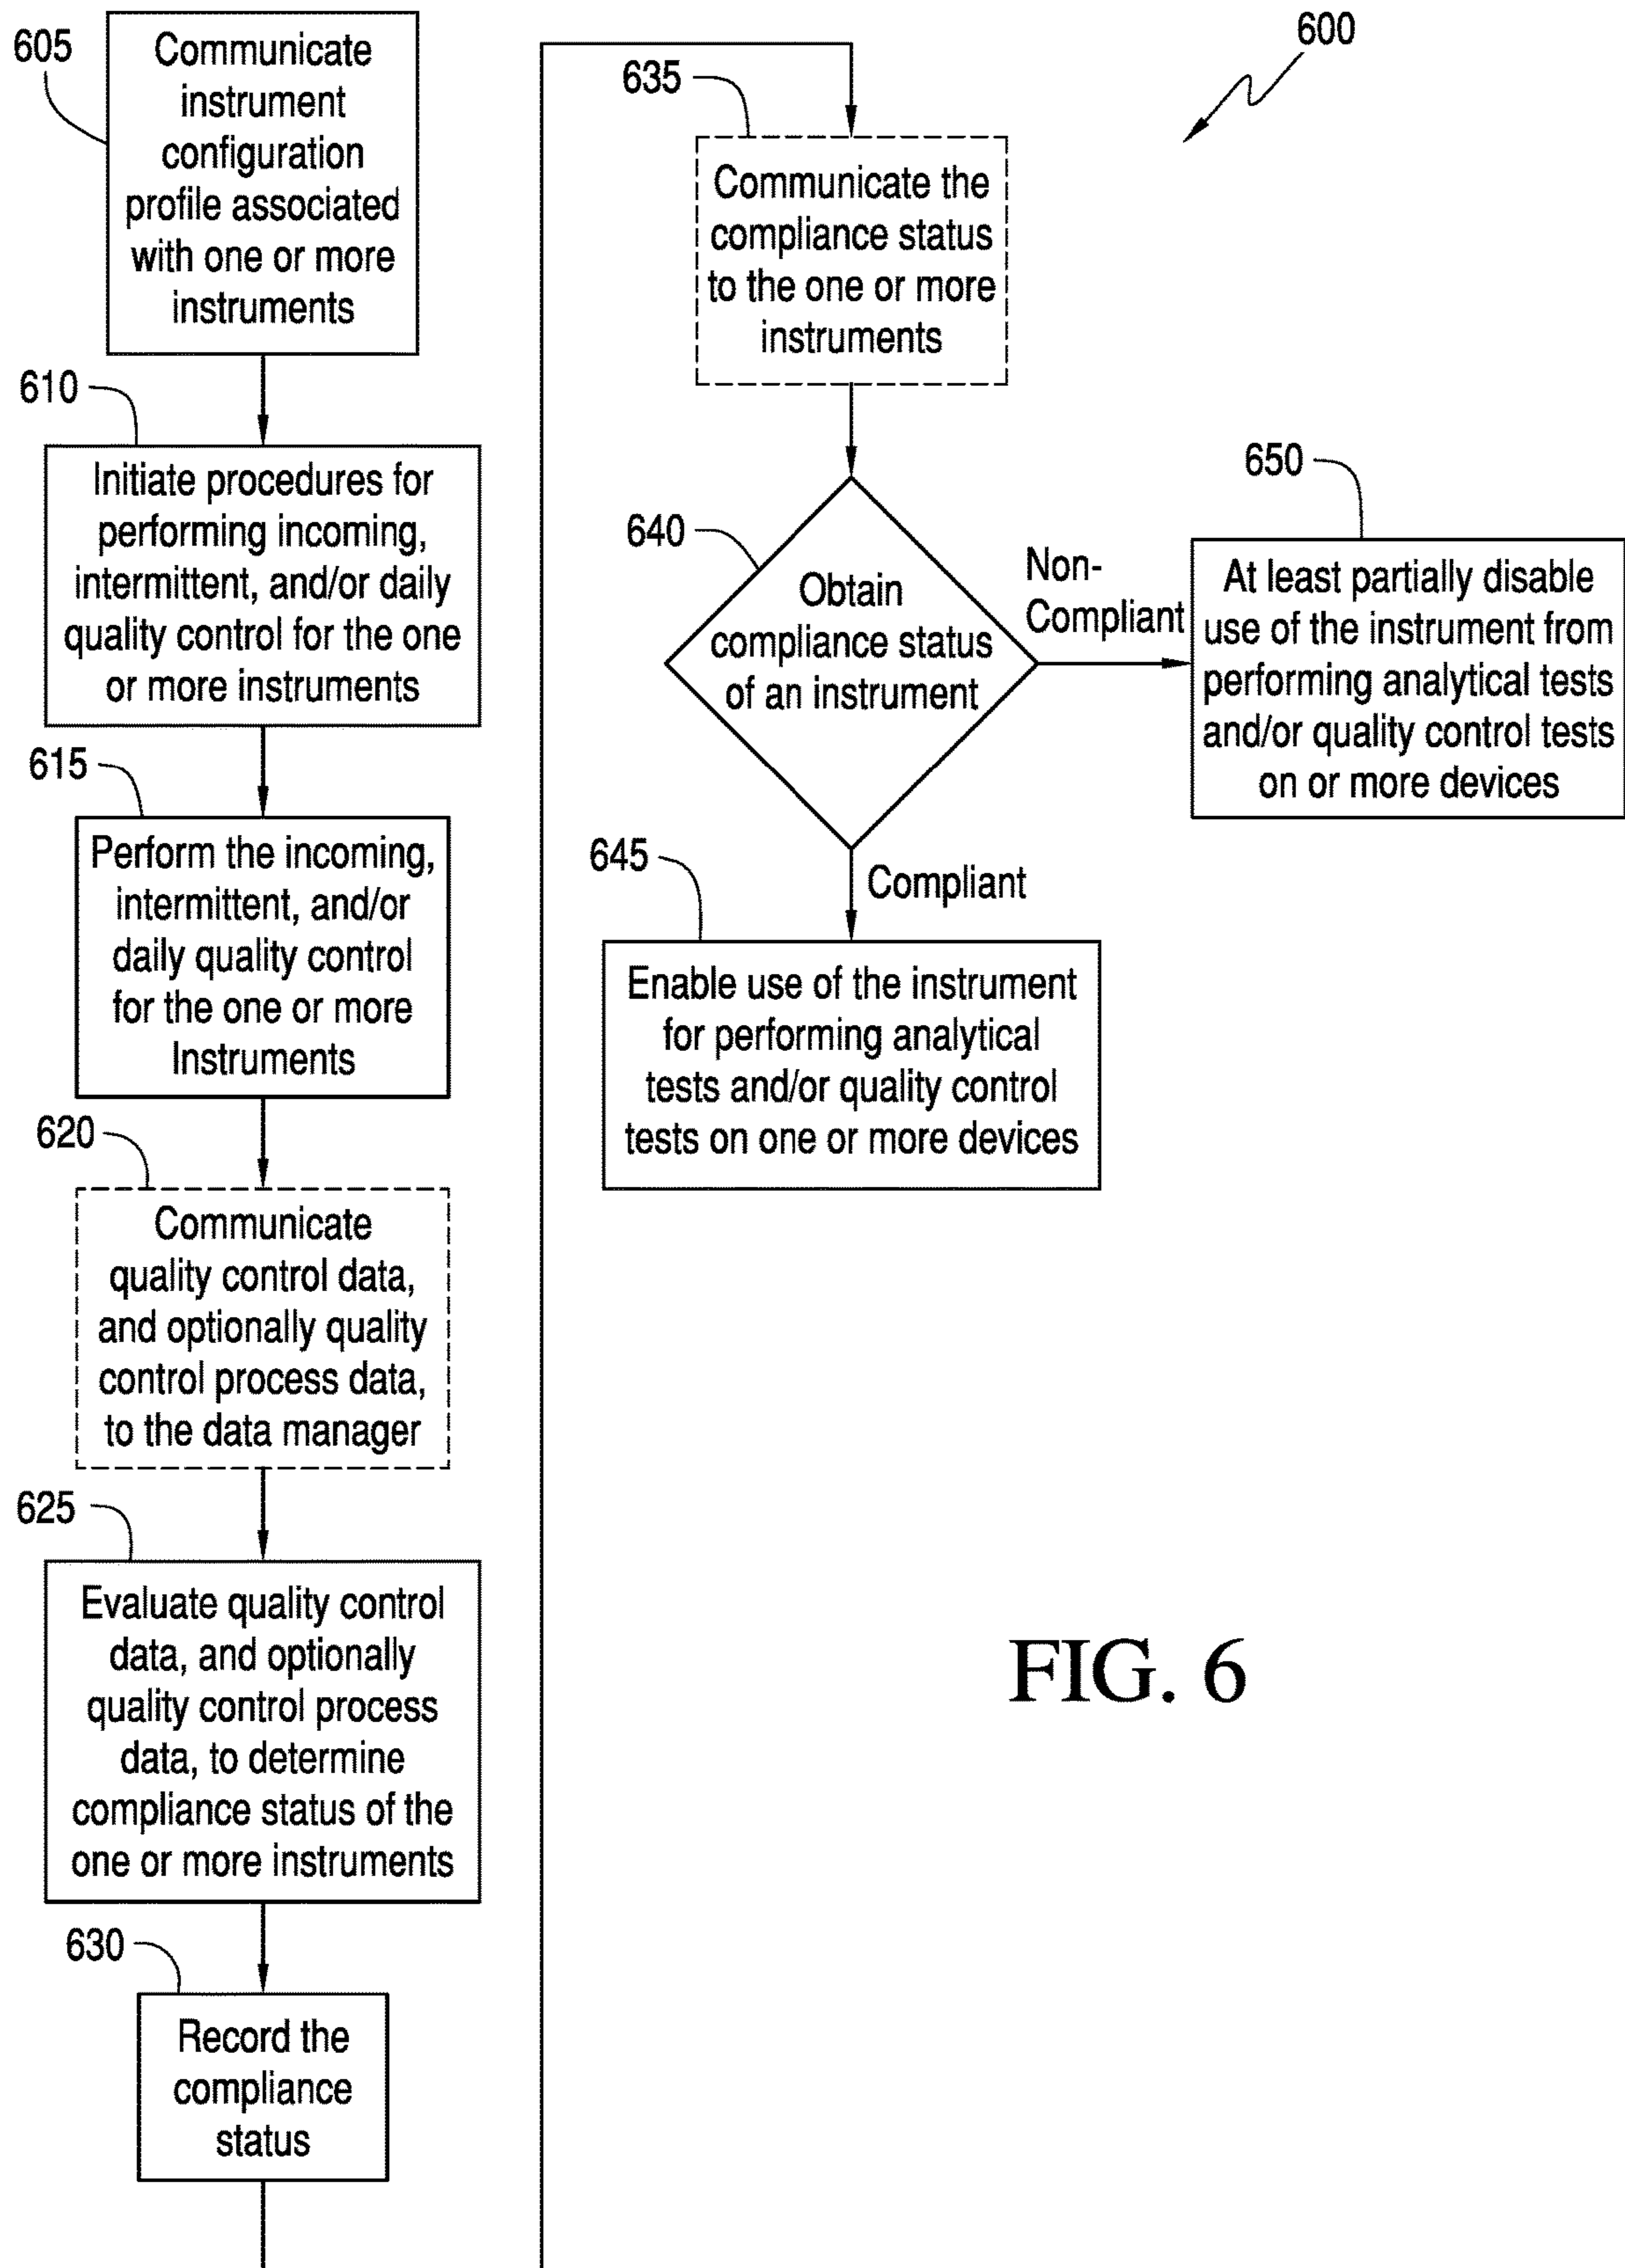 605
Communicate
instrument
configuration
profile associated
with one or more
instruments
610
Initiate procedures for
performing incoming,
intermittent, and/or daily
quality control for the one
or more instruments
615
Perform the incoming,
intermittent, and/or
daily quality control
for the one or more
Instruments
620
Communicate
quality control data,
and optionally quality
control process data,
to the data manager
625
Evaluate quality control
data, and optionally
quality control process
data, to determine
compliance status of the
one or more instruments
630
Record the
compliance
status
600
635
Communicate the
compliance status
to the one or more
instruments
640
Obtain
compliance status
of an instrument
Non-
Compliant
650
At least partially disable
use of the instrument from
performing analytical tests
and/or quality control tests
on or more devices
Compliant
645
Enable use of the instrument
for performing analytical
tests and/or quality control
tests on one or more devices
FIG. 6